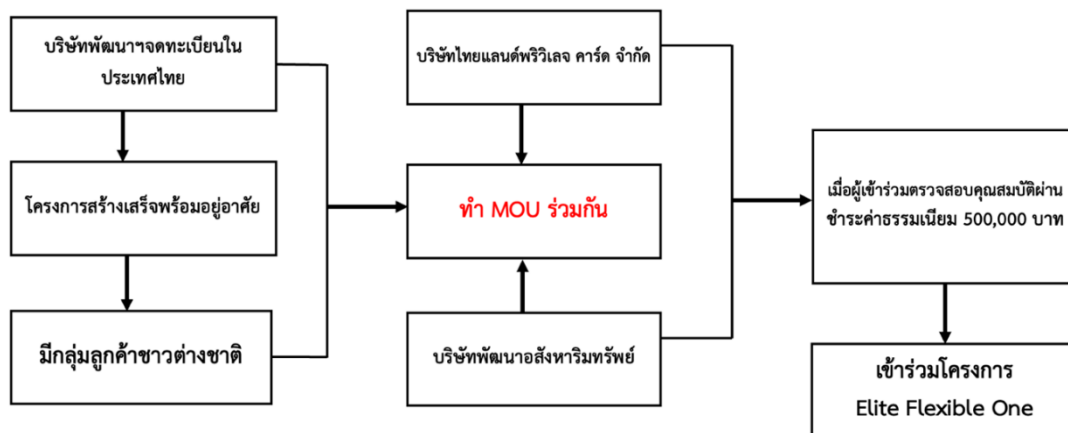 บริษัทพัฒนาฯจดทะเบียนใน
ประเทศไทย
โครงการสร้างเสร็จพร้อมอยู่อาศัย
มีกลุ่มลูกค้าชาวต่างชาติ
บริษัทไทยแลนด์พริวิเลจ คาร์ด จำกัด
ทำ MOU ร่วมกัน
บริษัทพัฒนาอสังหาริมทรัพย์
เมื่อผู้เข้าร่วมตรวจสอบคุณสมบัติผ่าน
ชำระค่าธรรมเนียม 500,000 บาท
เข้าร่วมโครงการ
Elite Flexible One